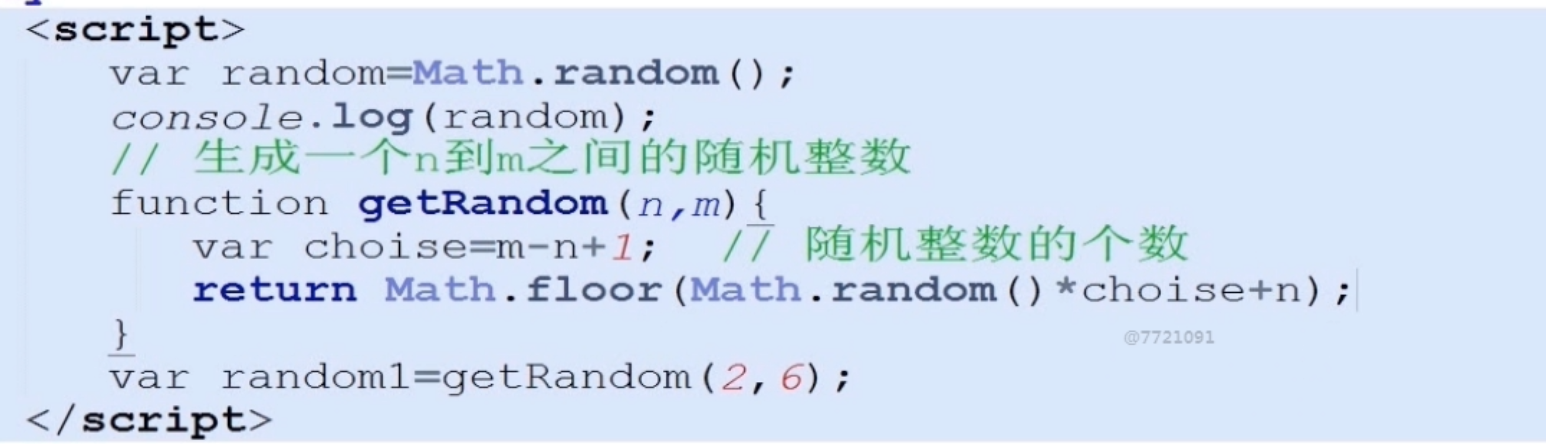 <script>
var random=Math.random();
console.log(random);
// 生成一个n到m之间的随机整数
function getRandom(n,m){
var choise=m-n+1; // 随机整数的个数
return Math.floor(Math.random()*choise+n);
}
@7721091
var random1=getRandom(2,6);
</script>